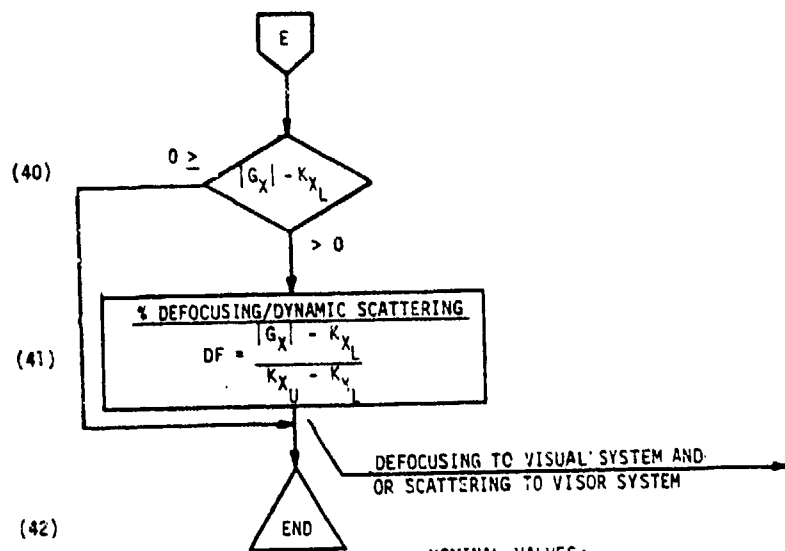 E
(40)
0 ≥
|G_X| - K_X_L
> 0
% DEFOCUSING/DYNAMIC SCATTERING
(41)
DF = (|G_X| - K_X_L) / (K_X_U - K_X_L)
DEFOCUSING TO VISUAL SYSTEM AND
OR SCATTERING TO VISOR SYSTEM
(42)
END
NOMINAL VALUES: